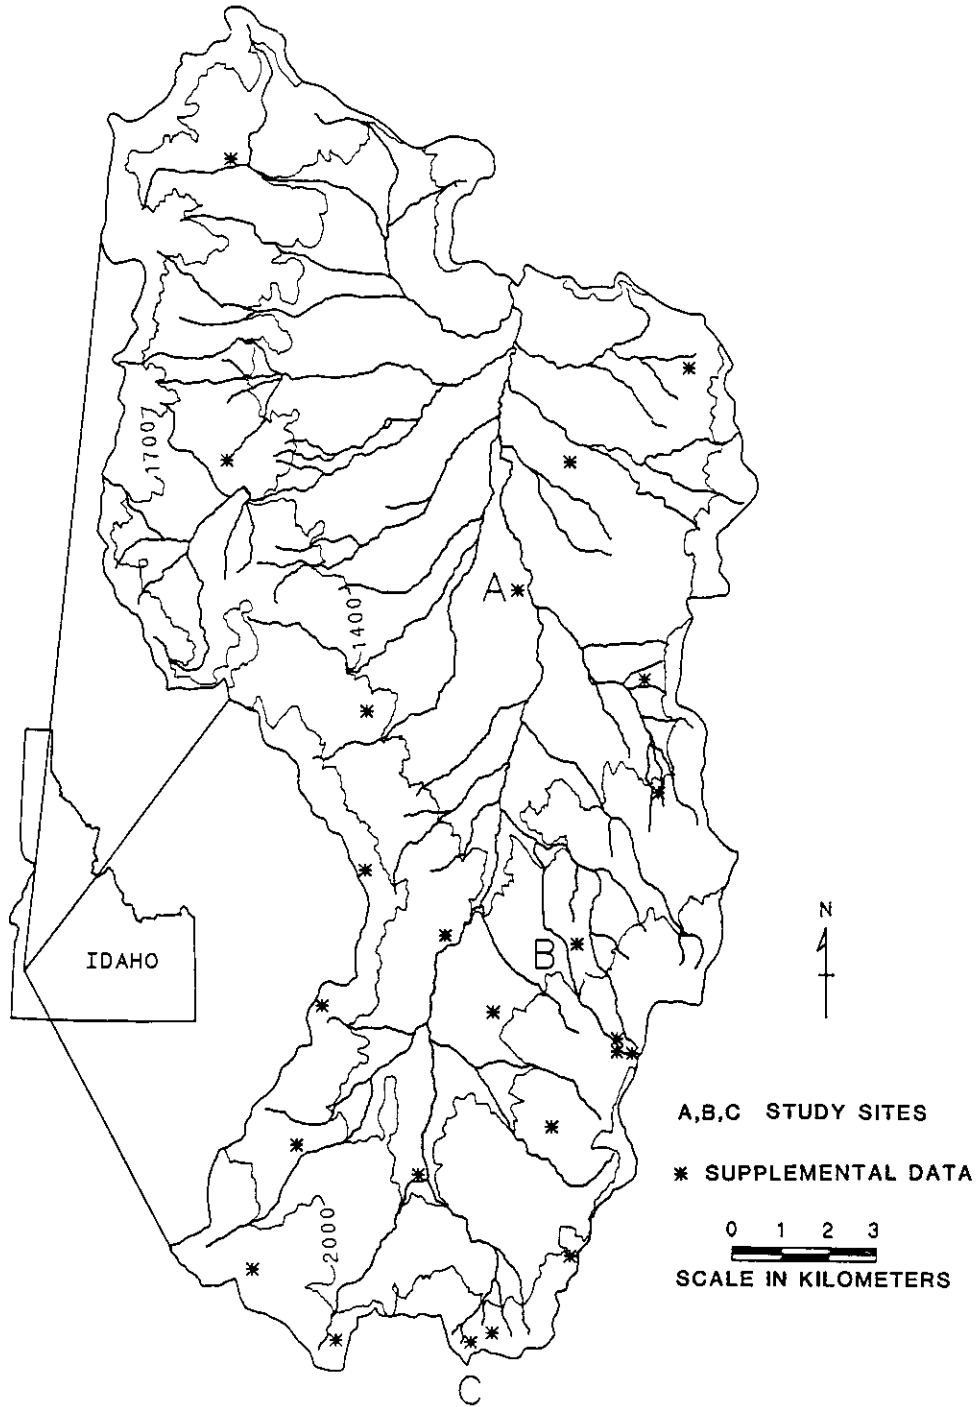 1700
A
1400
N
B
IDAHO
A,B,C STUDY SITES
* SUPPLEMENTAL DATA
0 1 2 3
SCALE IN KILOMETERS
2000
C